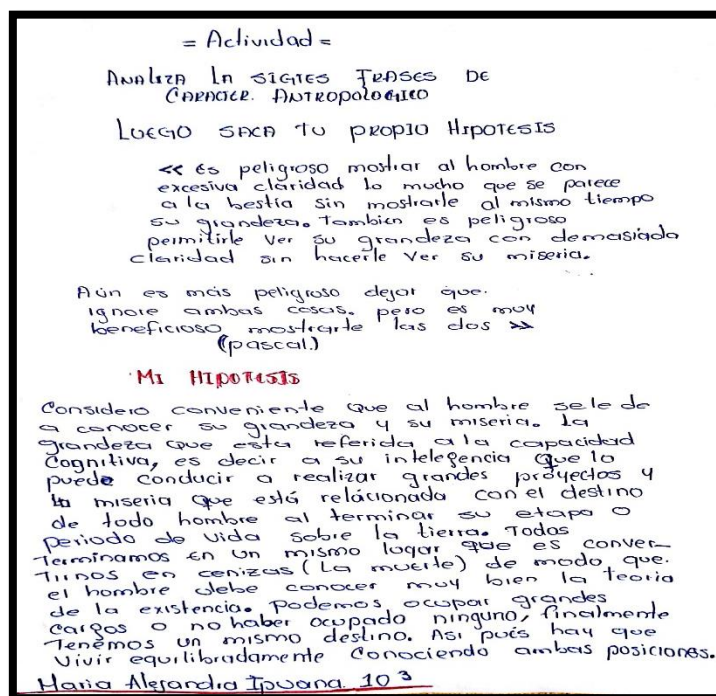 = Actividad =
ANALIZA LA SIGTES FRASES DE
CARACTER ANTROPOLOGICO
LUEGO SACA TU PROPIO HIPOTESIS
<< Es peligroso mostrar al hombre con
excesiva claridad lo mucho que se parece
a la bestia sin mostrarle al mismo tiempo
su grandeza. Tambien es peligroso
permitirle ver su grandeza con demasiada
claridad sin hacerle ver su miseria.
Aún es más peligroso dejar que.
ignore ambas cosas. pero es muy
beneficioso mostrarte las dos >>
(pascal.)
MI HIPOTESIS
Considero conveniente que al hombre sele de
a conocer su grandeza y su miseria. La
grandeza que esta referida a la capacidad
Cognitiva, es decir a su intelegencia que lo
puede conducir a realizar grandes proyectos y
la miseria que está relacionada con el destino
de todo hombre al terminar su etapa o
periodo de vida sobre la tierra. Todos
Terminamos en un mismo lugar que es conver-
Tirnos en cenizas (La muerte) de modo que.
el hombre debe conocer muy bien la teoria
de la existencia. Podemos ocupar grandes
cargos o no haber ocupado ninguno, finalmente
Tenemos un mismo destino. Asi pués hay que
vivir equilibradamente conociendo ambas posiciones.
Maria Alejandra Ipuana 10 3